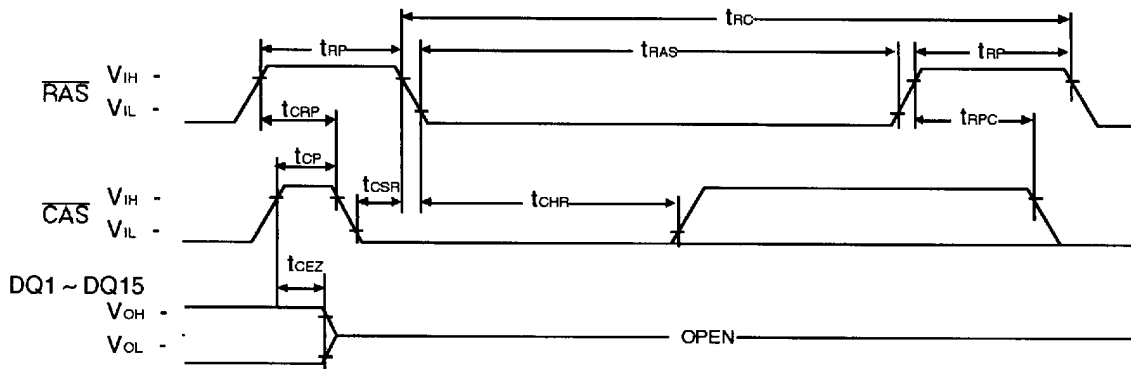 tRC
tRP tRAS tRP
RAS VIH -
VIL -
tCRP tRPC
tCP tCSR
CAS VIH -
VIL -
tCHR
tCEZ
DQ1 ~ DQ15
VOH -
VOL -
OPEN